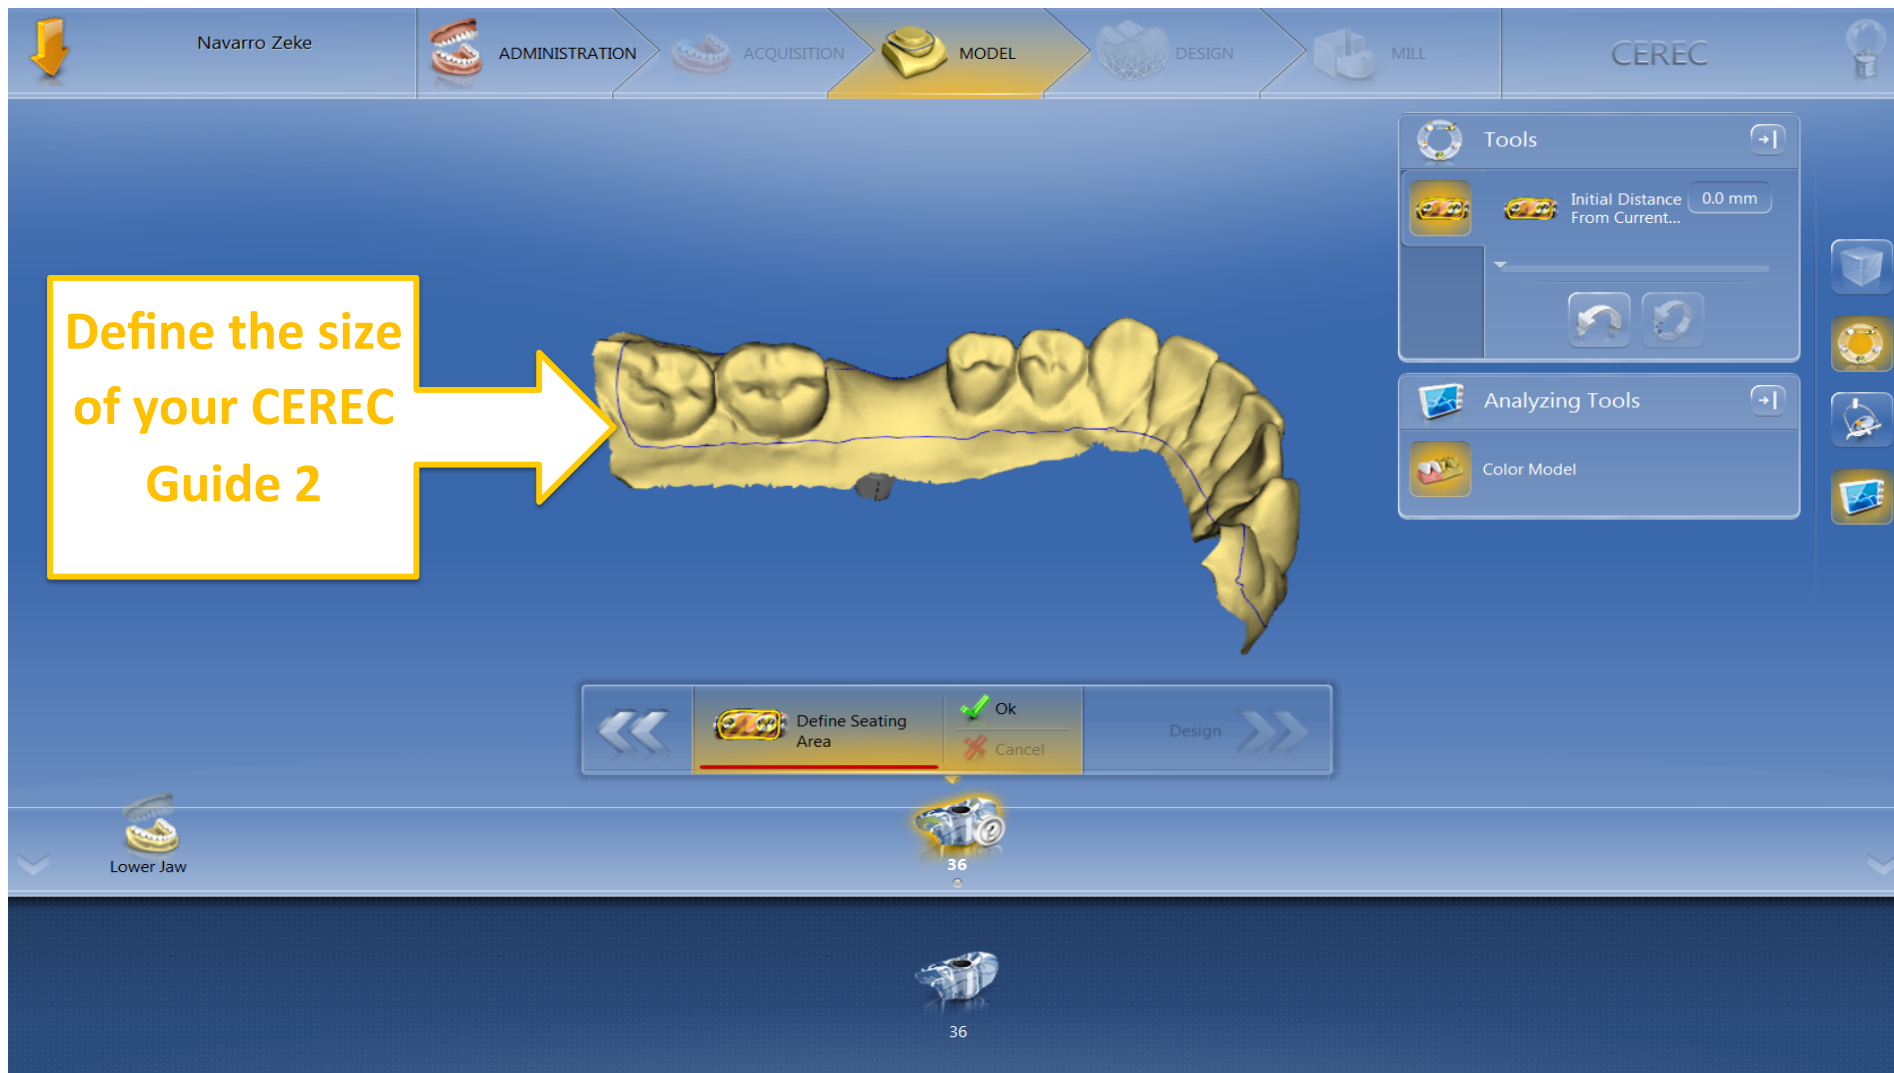 Navarro Zeke
ADMINISTRATION
ACQUISITION
MODEL
DESIGN
MILL
CEREC
Tools
Initial Distance
From Current...
0.0 mm
Analyzing Tools
Color Model
Define the size
of your CEREC
Guide 2
Define Seating
Area
Ok
Cancel
Design
Lower Jaw
36
36